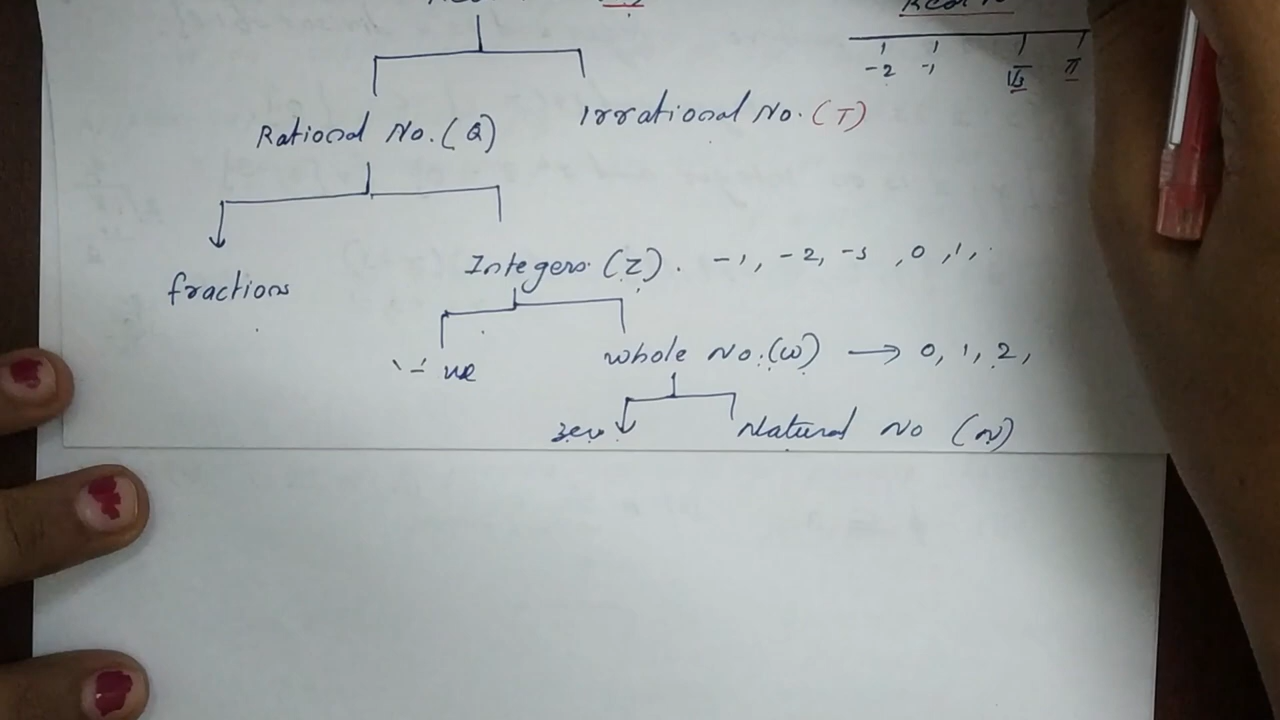 -2 -1 √3 π
Irrational No. (T)
Rational No. (Q)
Integers (Z). -1, -2, -3, 0, 1,
fractions
'-' ve
Whole No. (W) → 0, 1, 2,
zero
Natural No (N)